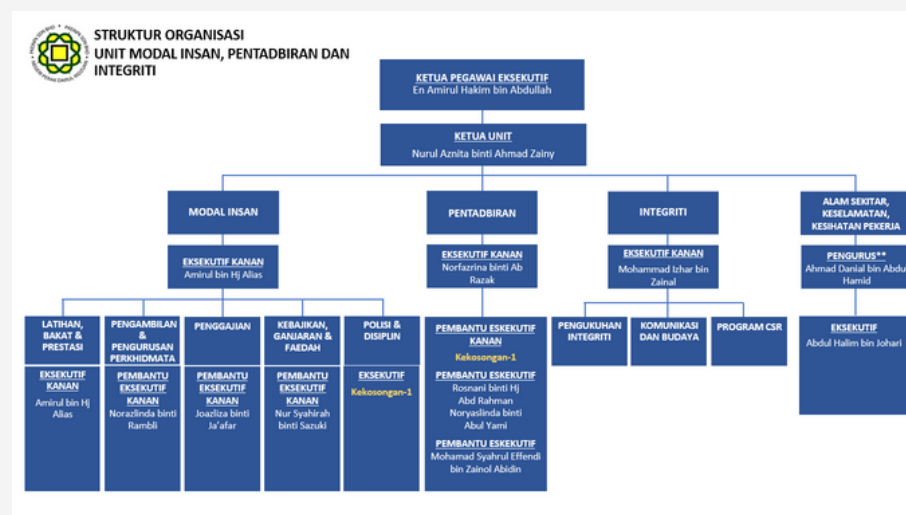 STRUKTUR ORGANISASI
UNIT MODAL INSAN, PENTADBIRAN DAN
INTEGRITI
KETUA PEGAWAI EKSEKUTIF
En Amirul Hakim bin Abdullah
KETUA UNIT
Nurul Aznita binti Ahmad Zainy
MODAL INSAN
EKSEKUTIF KANAN
Amirul bin Hj Alias
LATIHAN,
BAKAT &
PRESTASI
EKSEKUTIF
KANAN
Amirul bin Hj
Alias
PENGAMBILAN
&
PENGURUSAN
PERKHIDMATA
PEMBANTU
EKSEKUTIF
KANAN
Norazlinda binti
Rambli
PENGGAJIAN
PEMBANTU
EKSEKUTIF
KANAN
Joazliza binti
Ja'afar
KEBAJIKAN,
GANJARAN &
FAEDAH
PEMBANTU
EKSEKUTIF
KANAN
Nur Syahirah
binti Sazuki
POLISI &
DISIPLIN
EKSEKUTIF
Kekosongan-1
PENTADBIRAN
EKSEKUTIF KANAN
Norfazrina binti Ab
Razak
PEMBANTU ESKEKUTIF
KANAN
Kekosongan-1
PEMBANTU ESKEKUTIF
Rosnani binti Hj
Abd Rahman
Noryaslinda binti
Abul Yami
PEMBANTU ESKEKUTIF
Mohamad Syahrul Effendi
bin Zainol Abidin
INTEGRITI
EKSEKUTIF KANAN
Mohammad Izhar bin
Zainal
PENGUKUHAN
INTEGRITI
KOMUNIKASI
DAN BUDAYA
PROGRAM CSR
ALAM SEKITAR,
KESELAMATAN,
KESIHATAN PEKERJA
PENGURUS**
Ahmad Danial bin Abdul
Hamid
EKSEKUTIF
Abdul Halim bin Johari